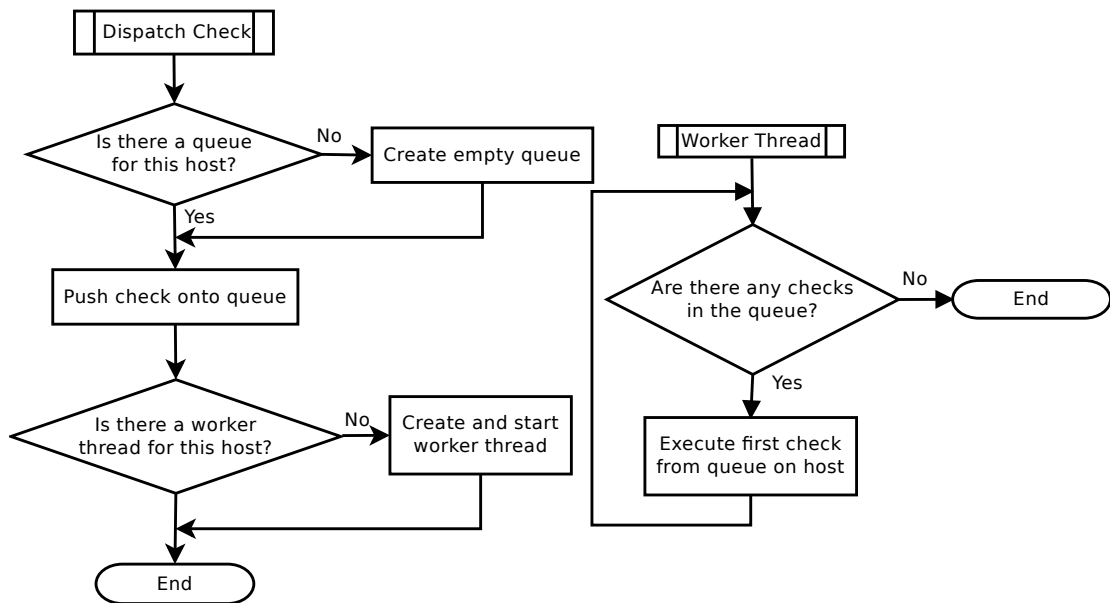 Dispatch Check
Is there a queue
for this host?
No
Create empty queue
Yes
Push check onto queue
Is there a worker
thread for this host?
No
Create and start
worker thread
End
Worker Thread
Are there any checks
in the queue?
No
End
Yes
Execute first check
from queue on host